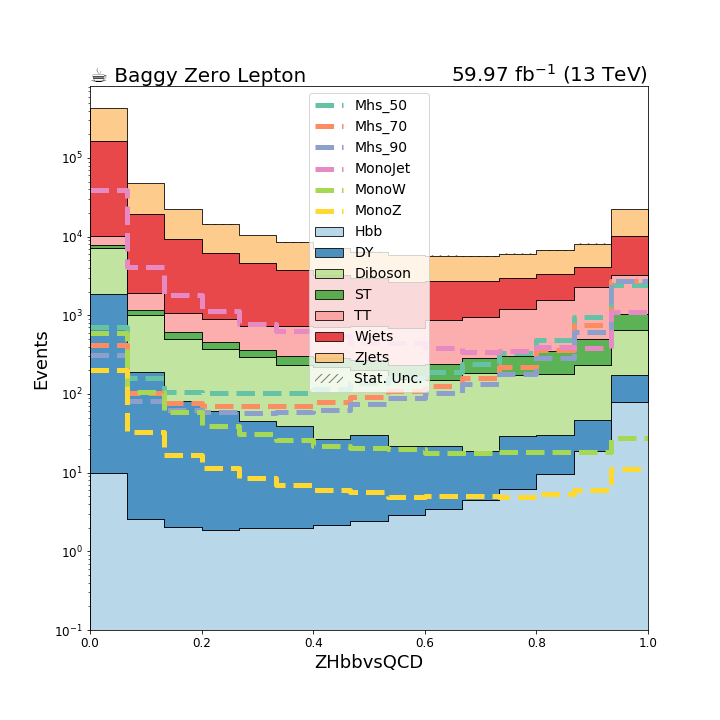 ☕ Baggy Zero Lepton
59.97 fb⁻¹ (13 TeV)
Mhs_50
Mhs_70
Mhs_90
MonoJet
MonoW
MonoZ
Hbb
DY
Diboson
ST
TT
Wjets
ZJets
Stat. Unc.
Events
10⁵
10⁴
10³
10²
10¹
10⁰
10⁻¹
0.0 0.2 0.4 0.6 0.8 1.0
ZHbbvsQCD